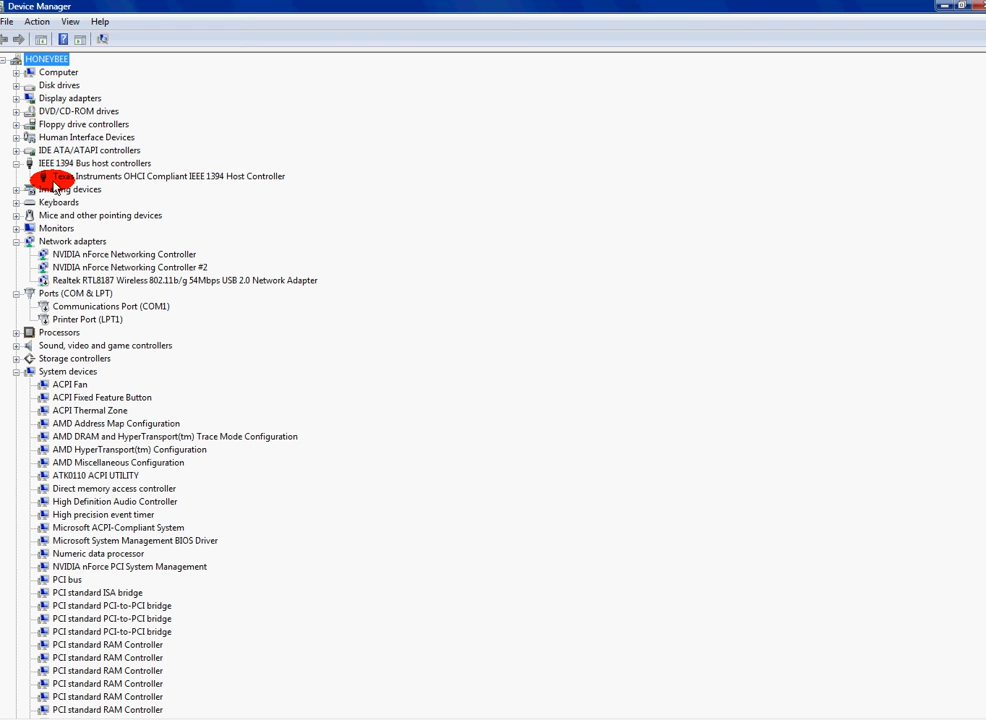 Device Manager
File Action View Help
HONEYBEE
Computer
Disk drives
Display adapters
DVD/CD-ROM drives
Floppy drive controllers
Human Interface Devices
IDE ATA/ATAPI controllers
IEEE 1394 Bus host controllers
Texas Instruments OHCI Compliant IEEE 1394 Host Controller
Imaging devices
Keyboards
Mice and other pointing devices
Monitors
Network adapters
NVIDIA nForce Networking Controller
NVIDIA nForce Networking Controller #2
Realtek RTL8187 Wireless 802.11b/g 54Mbps USB 2.0 Network Adapter
Ports (COM & LPT)
Communications Port (COM1)
Printer Port (LPT1)
Processors
Sound, video and game controllers
Storage controllers
System devices
ACPI Fan
ACPI Fixed Feature Button
ACPI Thermal Zone
AMD Address Map Configuration
AMD DRAM and HyperTransport(tm) Trace Mode Configuration
AMD HyperTransport(tm) Configuration
AMD Miscellaneous Configuration
ATK0110 ACPI UTILITY
Direct memory access controller
High Definition Audio Controller
High precision event timer
Microsoft ACPI-Compliant System
Microsoft System Management BIOS Driver
Numeric data processor
NVIDIA nForce PCI System Management
PCI bus
PCI standard ISA bridge
PCI standard PCI-to-PCI bridge
PCI standard PCI-to-PCI bridge
PCI standard PCI-to-PCI bridge
PCI standard RAM Controller
PCI standard RAM Controller
PCI standard RAM Controller
PCI standard RAM Controller
PCI standard RAM Controller
PCI standard RAM Controller